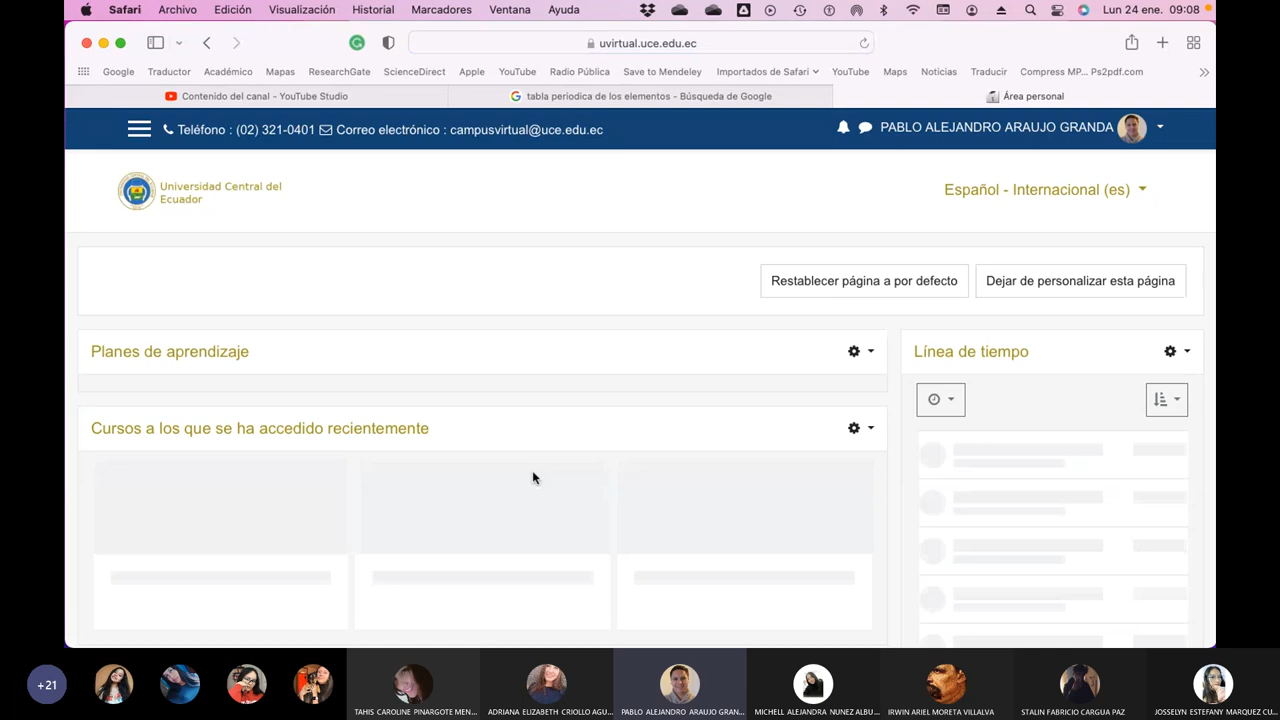 Safari Archivo Edición Visualización Historial Marcadores Ventana Ayuda Lun 24 ene. 09:08
uvirtual.uce.edu.ec
Google Traductor Académico Mapas ResearchGate ScienceDirect Apple YouTube Radio Pública Save to Mendeley Importados de Safari YouTube Maps Noticias Traducir Compress MP... Ps2pdf.com
Contenido del canal - YouTube Studio tabla periodica de los elementos - Búsqueda de Google Área personal
Teléfono : (02) 321-0401 Correo electrónico : campusvirtual@uce.edu.ec PABLO ALEJANDRO ARAUJO GRANDA
Universidad Central del
Ecuador
Español - Internacional (es)
Restablecer página a por defecto Dejar de personalizar esta página
Planes de aprendizaje Línea de tiempo
Cursos a los que se ha accedido recientemente
+21
TAHIS CAROLINE PINARGOTE MEN... ADRIANA ELIZABETH CRIOLLO AGU... PABLO ALEJANDRO ARAUJO GRAN... MICHELL ALEJANDRA NUNEZ ALBU... IRWIN ARIEL MORETA VILLALVA STALIN FABRICIO CARGUA PAZ JOSSELYN ESTEFANY MARQUEZ CU...